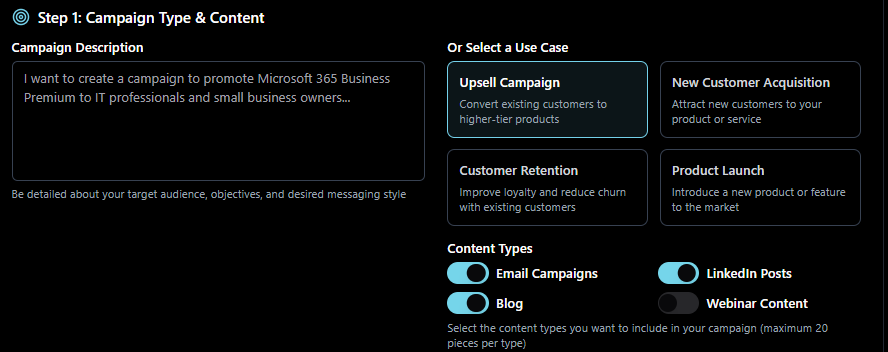 Step 1: Campaign Type & Content
Campaign Description
I want to create a campaign to promote Microsoft 365 Business
Premium to IT professionals and small business owners...
Be detailed about your target audience, objectives, and desired messaging style
Or Select a Use Case
Upsell Campaign
Convert existing customers to
higher-tier products
New Customer Acquisition
Attract new customers to your
product or service
Customer Retention
Improve loyalty and reduce churn
with existing customers
Product Launch
Introduce a new product or feature
to the market
Content Types
Email Campaigns
LinkedIn Posts
Blog
Webinar Content
Select the content types you want to include in your campaign (maximum 20
pieces per type)